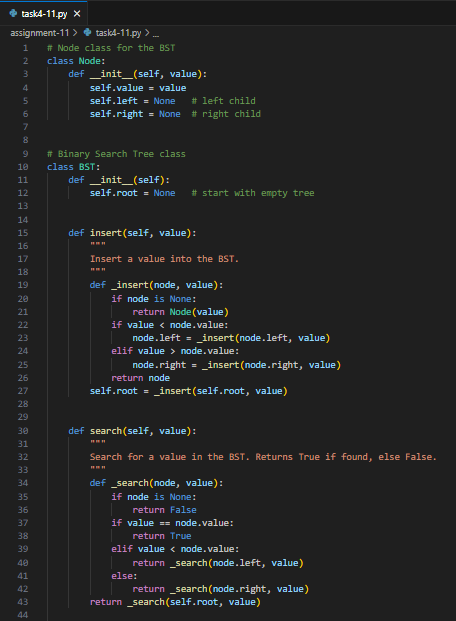 task4-11.py ×
assignment-11 > task4-11.py > ...
1 # Node class for the BST
2 class Node:
3     def __init__(self, value):
4         self.value = value
5         self.left = None   # left child
6         self.right = None  # right child
7
8
9 # Binary Search Tree class
10 class BST:
11     def __init__(self):
12         self.root = None   # start with empty tree
13
14
15     def insert(self, value):
16         """
17         Insert a value into the BST.
18         """
19         def _insert(node, value):
20             if node is None:
21                 return Node(value)
22             if value < node.value:
23                 node.left = _insert(node.left, value)
24             elif value > node.value:
25                 node.right = _insert(node.right, value)
26             return node
27         self.root = _insert(self.root, value)
28
29
30     def search(self, value):
31         """
32         Search for a value in the BST. Returns True if found, else False.
33         """
34         def _search(node, value):
35             if node is None:
36                 return False
37             if value == node.value:
38                 return True
39             elif value < node.value:
40                 return _search(node.left, value)
41             else:
42                 return _search(node.right, value)
43         return _search(self.root, value)
44